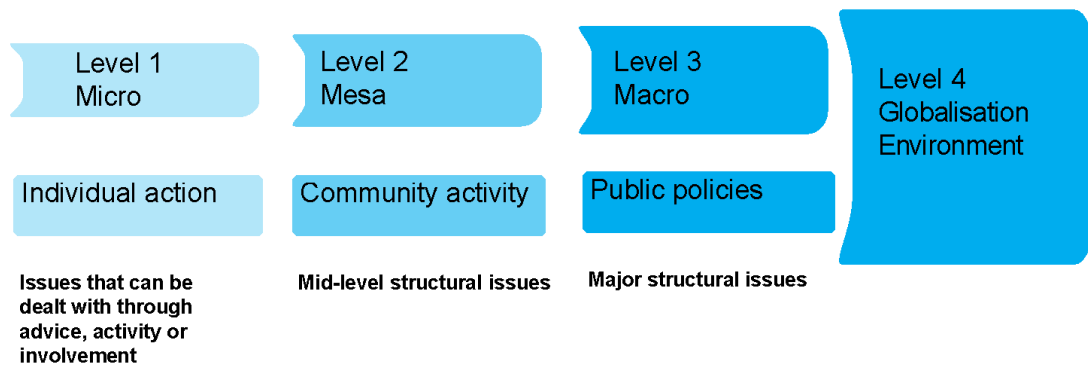 Level 1
Micro
Level 2
Mesa
Level 3
Macro
Level 4
Globalisation
Environment
Individual action
Community activity
Public policies
Issues that can be
dealt with through
advice, activity or
involvement
Mid-level structural issues
Major structural issues